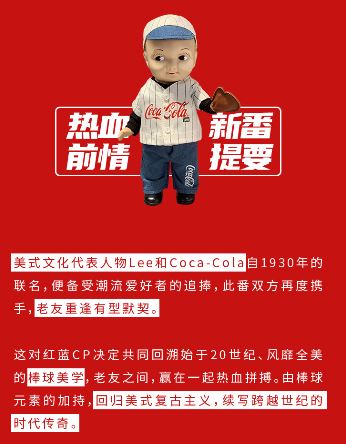 Coca-Cola
热血 新番
前情 提要
美式文化代表人物Lee和Coca-Cola自1930年的
联名,便备受潮流爱好者的追捧,此番双方再度携
手,老友重逢有型默契。
这对红蓝CP决定共同回溯始于20世纪、风靡全美
的棒球美学,老友之间,赢在一起热血拼搏。由棒球
元素的加持,回归美式复古主义,续写跨越世纪的
时代传奇。